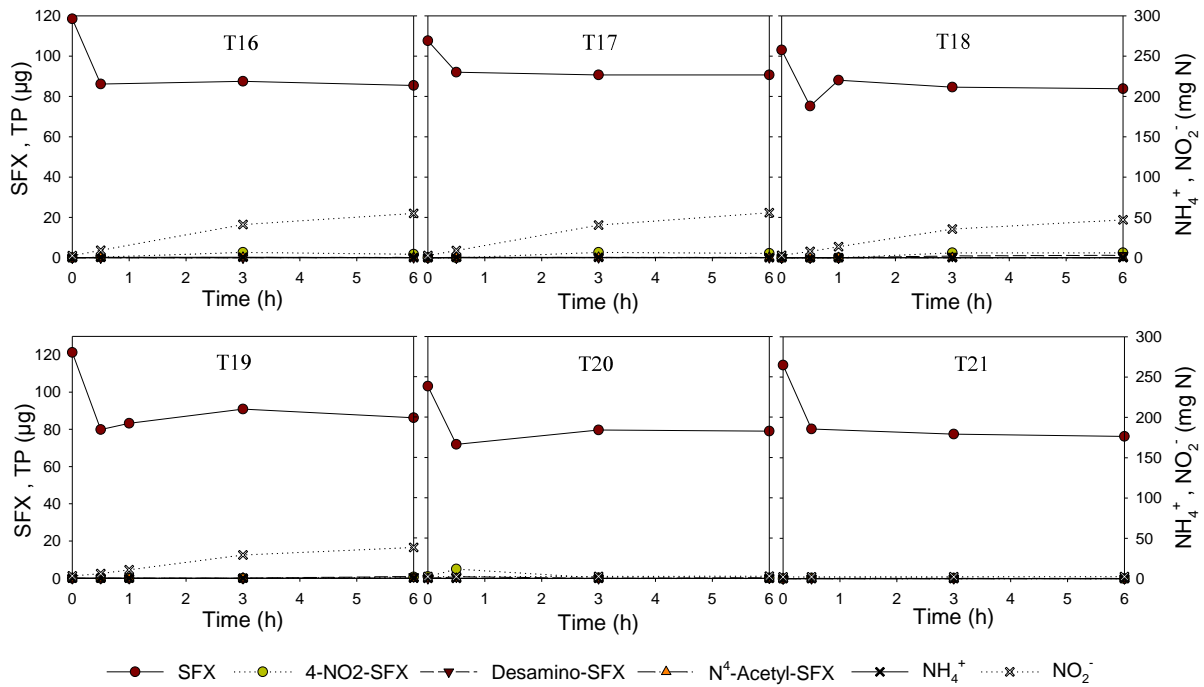 120
100
80
60
40
20
0
SFX , TP (µg)
T16
T17
T18
300
250
200
150
100
50
0
NH₄⁺ , NO₂⁻ (mg N)
0 1 2 3 4 5 6
0 1 2 3 4 5 6
0 1 2 3 4 5 6
Time (h)
Time (h)
Time (h)
120
100
80
60
40
20
0
SFX , TP (µg)
T19
T20
T21
300
250
200
150
100
50
0
NH₄⁺ , NO₂⁻ (mg N)
0 1 2 3 4 5 6
0 1 2 3 4 5 6
0 1 2 3 4 5 6
Time (h)
Time (h)
Time (h)
SFX 4-NO2-SFX Desamino-SFX N⁴-Acetyl-SFX NH₄⁺ NO₂⁻